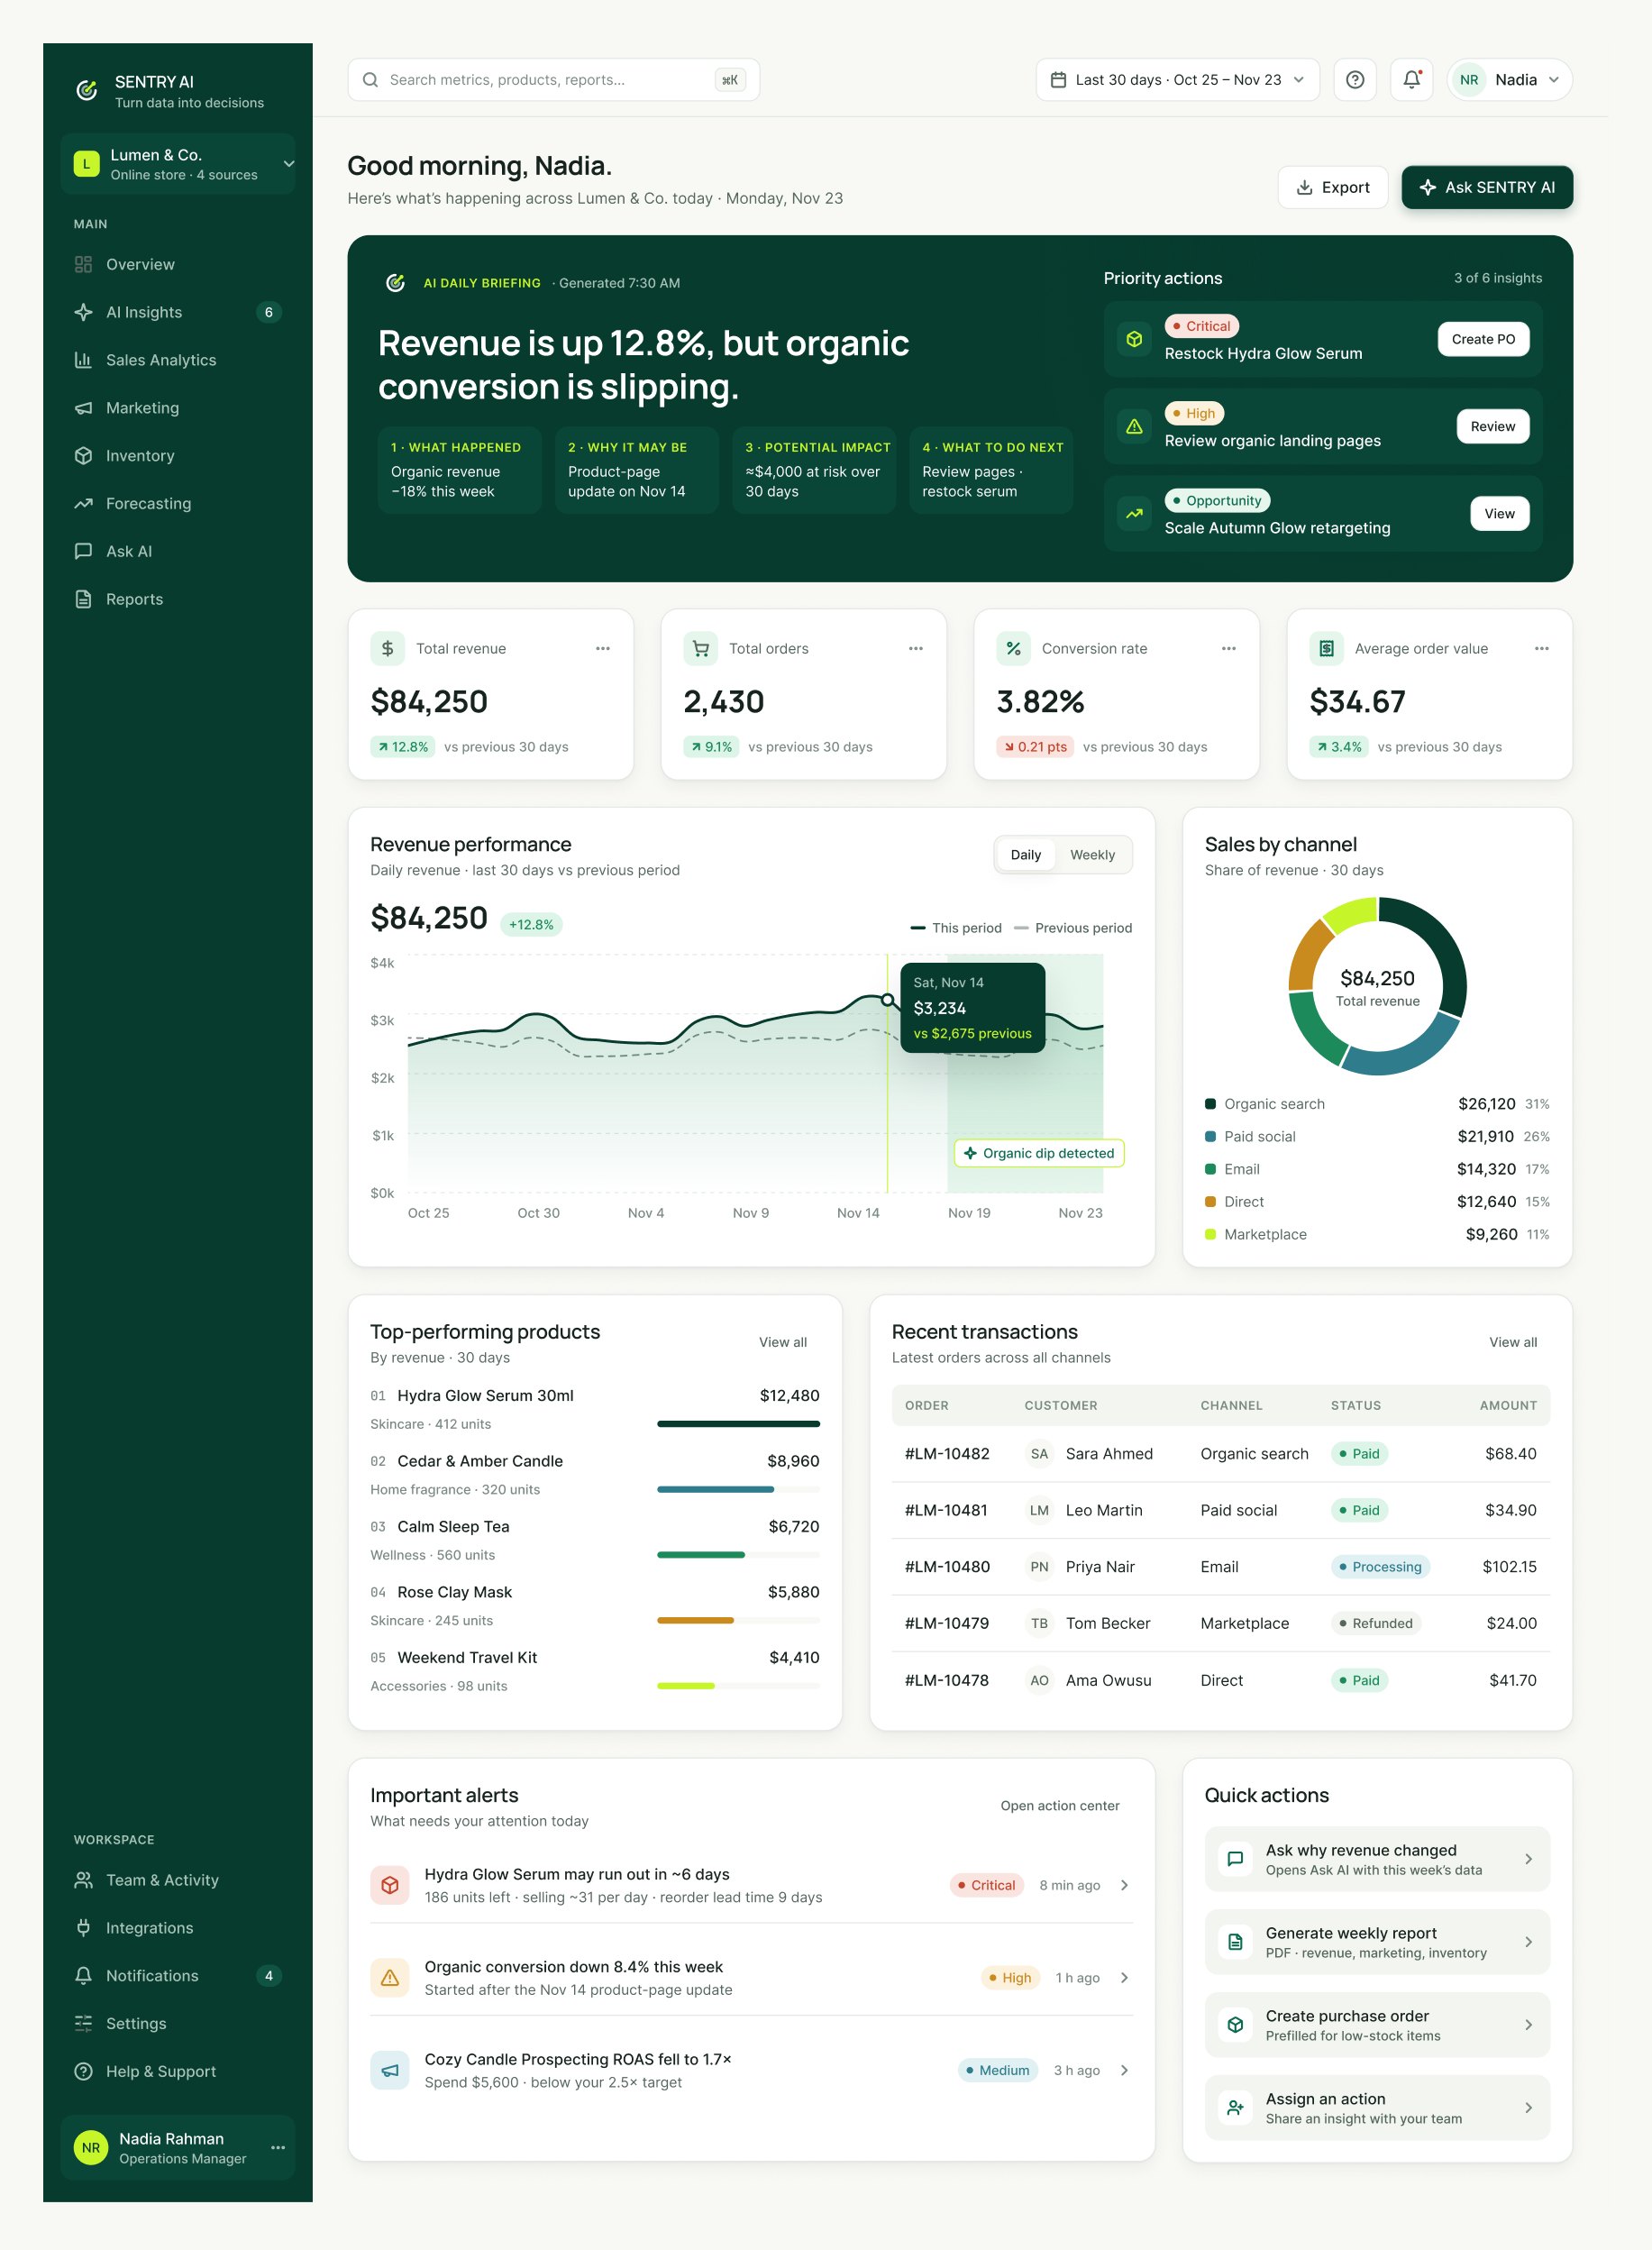 SENTRY AI
Turn data into decisions
L
Lumen & Co.
Online store · 4 sources
MAIN
Overview
AI Insights 6
Sales Analytics
Marketing
Inventory
Forecasting
Ask AI
Reports
WORKSPACE
Team & Activity
Integrations
Notifications 4
Settings
Help & Support
NR
Nadia Rahman
Operations Manager
Search metrics, products, reports... ⌘K
Last 30 days · Oct 25 – Nov 23
NR Nadia
Good morning, Nadia.
Here’s what’s happening across Lumen & Co. today · Monday, Nov 23
Export
Ask SENTRY AI
AI DAILY BRIEFING · Generated 7:30 AM
Revenue is up 12.8%, but organic
conversion is slipping.
1 · WHAT HAPPENED
Organic revenue
−18% this week
2 · WHY IT MAY BE
Product-page
update on Nov 14
3 · POTENTIAL IMPACT
≈$4,000 at risk over
30 days
4 · WHAT TO DO NEXT
Review pages ·
restock serum
Priority actions
3 of 6 insights
Critical
Restock Hydra Glow Serum
Create PO
High
Review organic landing pages
Review
Opportunity
Scale Autumn Glow retargeting
View
Total revenue
$84,250
12.8% vs previous 30 days
Total orders
2,430
9.1% vs previous 30 days
Conversion rate
3.82%
0.21 pts vs previous 30 days
Average order value
$34.67
3.4% vs previous 30 days
Revenue performance
Daily revenue · last 30 days vs previous period
Daily Weekly
$84,250 +12.8%
This period Previous period
$4k
$3k
$2k
$1k
$0k
Sat, Nov 14
$3,234
vs $2,675 previous
Organic dip detected
Oct 25 Oct 30 Nov 4 Nov 9 Nov 14 Nov 19 Nov 23
Sales by channel
Share of revenue · 30 days
$84,250
Total revenue
Organic search $26,120 31%
Paid social $21,910 26%
Email $14,320 17%
Direct $12,640 15%
Marketplace $9,260 11%
Top-performing products
By revenue · 30 days
View all
01 Hydra Glow Serum 30ml $12,480
Skincare · 412 units
02 Cedar & Amber Candle $8,960
Home fragrance · 320 units
03 Calm Sleep Tea $6,720
Wellness · 560 units
04 Rose Clay Mask $5,880
Skincare · 245 units
05 Weekend Travel Kit $4,410
Accessories · 98 units
Recent transactions
Latest orders across all channels
View all
ORDER CUSTOMER CHANNEL STATUS AMOUNT
#LM-10482 SA Sara Ahmed Organic search Paid $68.40
#LM-10481 LM Leo Martin Paid social Paid $34.90
#LM-10480 PN Priya Nair Email Processing $102.15
#LM-10479 TB Tom Becker Marketplace Refunded $24.00
#LM-10478 AO Ama Owusu Direct Paid $41.70
Important alerts
What needs your attention today
Open action center
Hydra Glow Serum may run out in ~6 days
186 units left · selling ~31 per day · reorder lead time 9 days
Critical 8 min ago
Organic conversion down 8.4% this week
Started after the Nov 14 product-page update
High 1 h ago
Cozy Candle Prospecting ROAS fell to 1.7×
Spend $5,600 · below your 2.5× target
Medium 3 h ago
Quick actions
Ask why revenue changed
Opens Ask AI with this week’s data
Generate weekly report
PDF · revenue, marketing, inventory
Create purchase order
Prefilled for low-stock items
Assign an action
Share an insight with your team